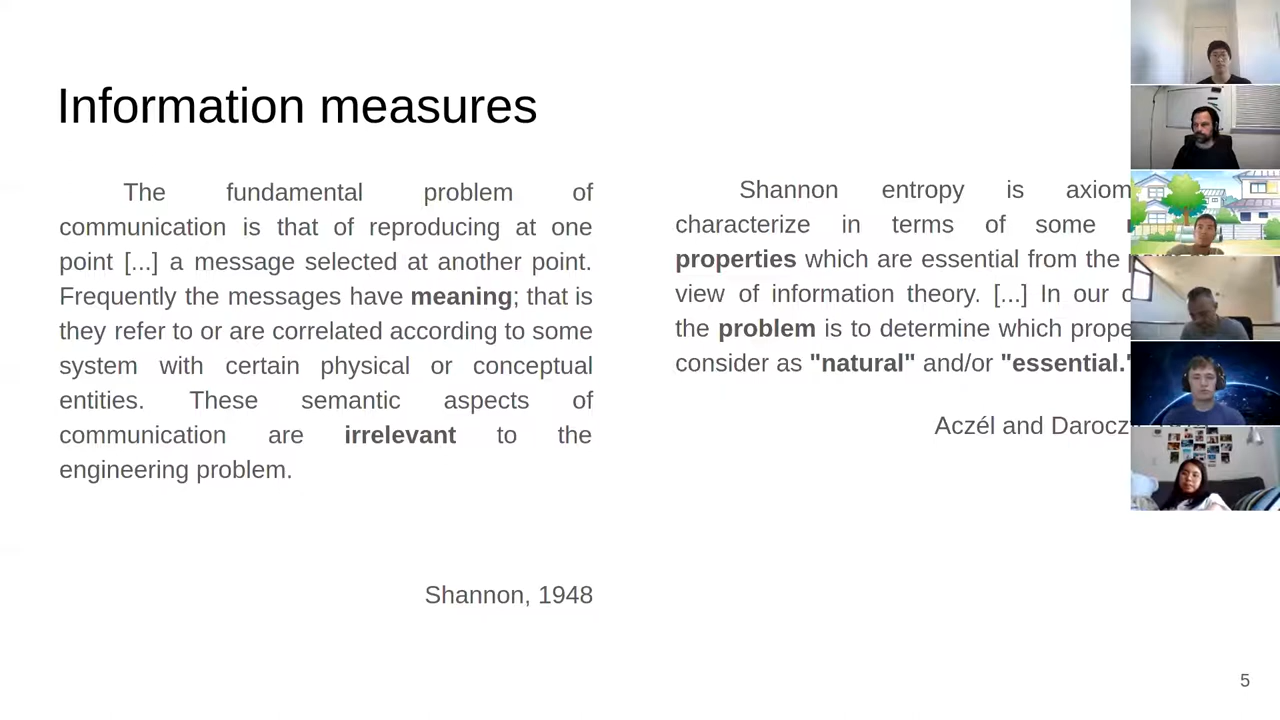 Information measures
The fundamental problem of
communication is that of reproducing at one
point [...] a message selected at another point.
Frequently the messages have meaning; that is
they refer to or are correlated according to some
system with certain physical or conceptual
entities. These semantic aspects of
communication are irrelevant to the
engineering problem.
Shannon, 1948
Shannon entropy is
characterize in terms of some
properties which are essential from the
view of information theory. [...] In our
the problem is to determine which
consider as "natural" and/or "essential."
Aczél and
5